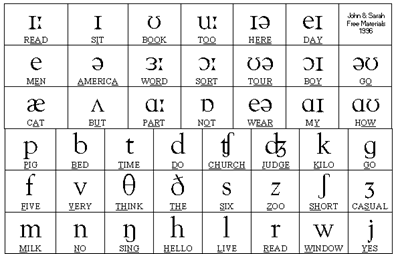 ɪː ɪ ʊ uː ɪə eɪ John & Sarah
Free Materials
1996
READ SIT BOOK TOO HERE DAY
e ə ɜː ɔː ʊə ɔɪ əʊ
MEN AMERICA WORD SORT TOUR BOY GO
æ ʌ ɑː ɒ eə aɪ aʊ
CAT BUT PART NOT WEAR MY HOW
p b t d ʧ ʤ k g
PIG BED TIME DO CHURCH JUDGE KILO GO
f v θ ð s z ʃ ʒ
FIVE VERY THINK THE SIX ZOO SHORT CASUAL
m n ŋ h l r w j
MILK NO SING HELLO LIVE READ WINDOW YES